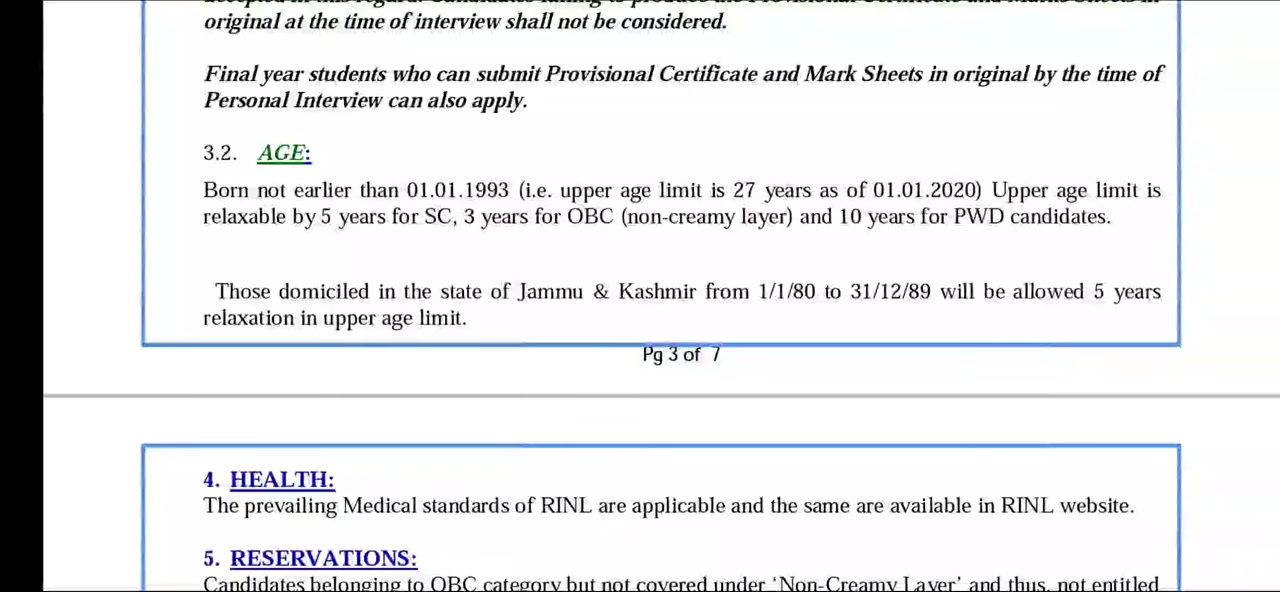 original at the time of interview shall not be considered.
Final year students who can submit Provisional Certificate and Mark Sheets in original by the time of
Personal Interview can also apply.
3.2. AGE:
Born not earlier than 01.01.1993 (i.e. upper age limit is 27 years as of 01.01.2020) Upper age limit is
relaxable by 5 years for SC, 3 years for OBC (non-creamy layer) and 10 years for PWD candidates.
Those domiciled in the state of Jammu & Kashmir from 1/1/80 to 31/12/89 will be allowed 5 years
relaxation in upper age limit.
Pg 3 of 7
4. HEALTH:
The prevailing Medical standards of RINL are applicable and the same are available in RINL website.
5. RESERVATIONS:
Candidates belonging to OBC category but not covered under ‘Non-Creamy Layer’ and thus, not entitled